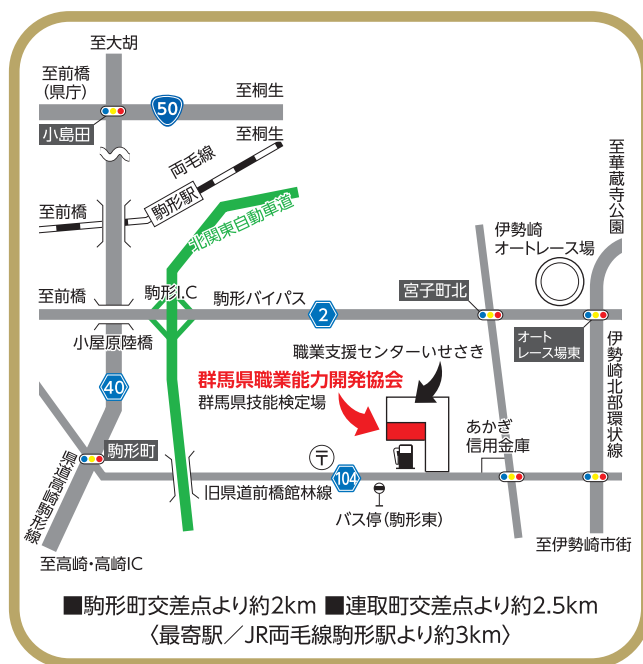 至大胡
至前橋
(県庁)
50
至桐生
小島田
至桐生
両毛線
駒形駅
至前橋
北関東自動車道
至華蔵寺公園
伊勢崎
オートレース場
至前橋
駒形I.C
駒形バイパス
2
宮子町北
小屋原陸橋
オート
レース場東
職業支援センターいせさき
群馬県職業能力開発協会
群馬県技能検定場
伊勢崎北部環状線
40
あかぎ
信用金庫
駒形町
〒
104
旧県道前橋館林線
県道高崎駒形線
バス停(駒形東)
至高崎・高崎IC
至伊勢崎市街
■駒形町交差点より約2km ■連取町交差点より約2.5km
〈最寄駅／JR両毛線駒形駅より約3km〉